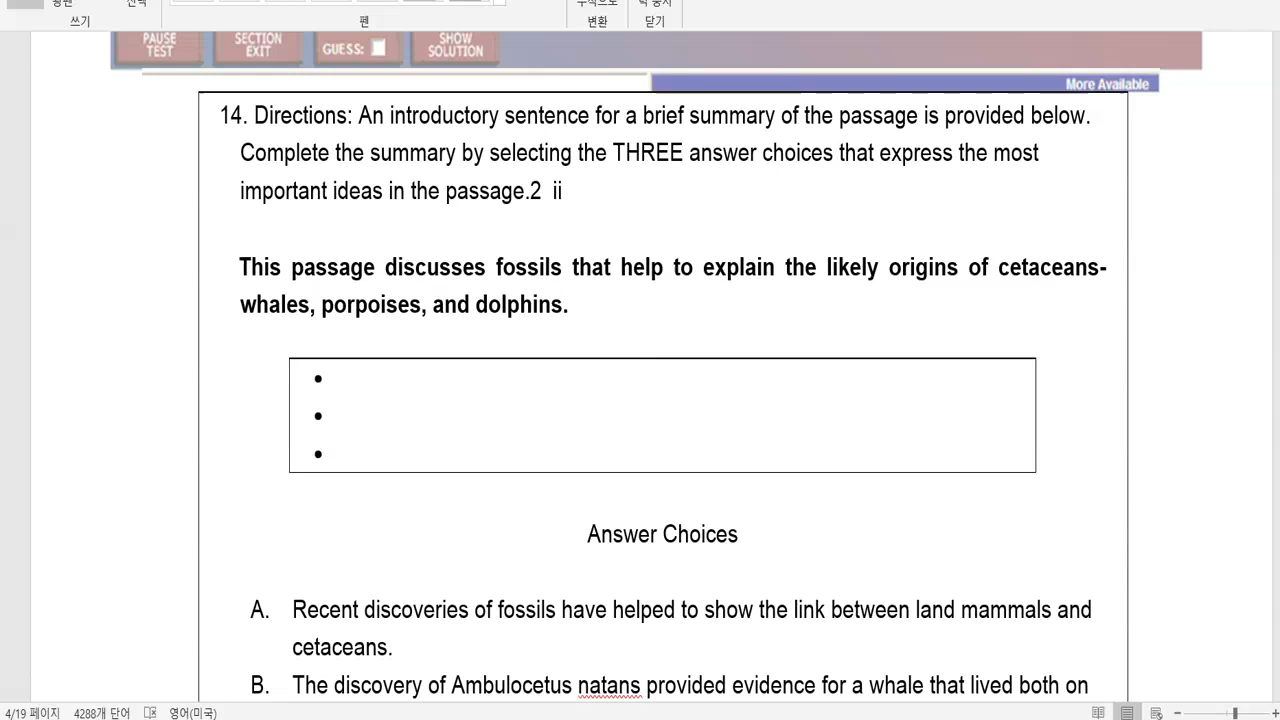 쓰기
펜
변환
닫기
PAUSE TEST
SECTION EXIT
GUESS:
SHOW SOLUTION
More Available
14. Directions: An introductory sentence for a brief summary of the passage is provided below.
Complete the summary by selecting the THREE answer choices that express the most
important ideas in the passage.2 ii
This passage discusses fossils that help to explain the likely origins of cetaceans-
whales, porpoises, and dolphins.
•
•
•
Answer Choices
A. Recent discoveries of fossils have helped to show the link between land mammals and
cetaceans.
B. The discovery of Ambulocetus natans provided evidence for a whale that lived both on
4/19 페이지 4288개 단어 영어(미국)